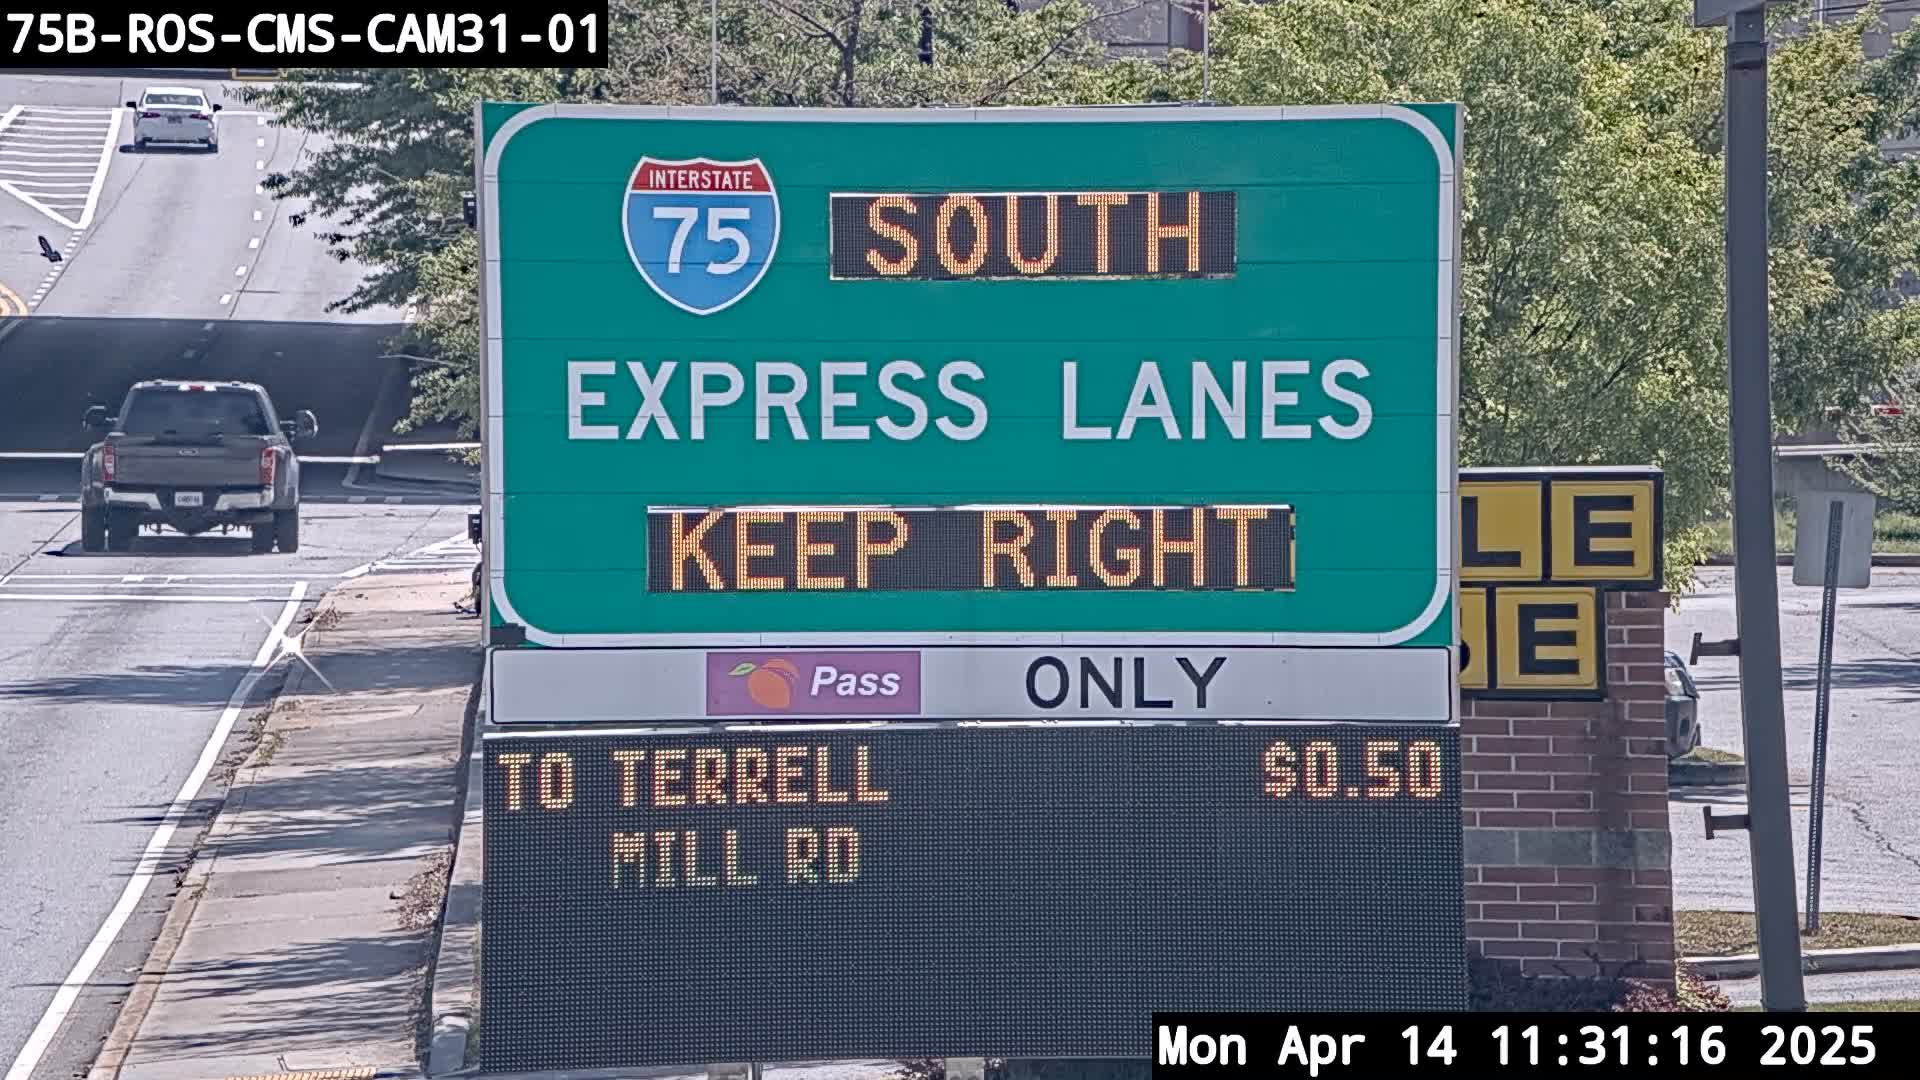 75B-ROS-CMS-CAM31-01
INTERSTATE
75
SOUTH
EXPRESS LANES
KEEP RIGHT
Pass ONLY
TO TERRELL $0.50
MILL RD
LE
E
Mon Apr 14 11:31:16 2025